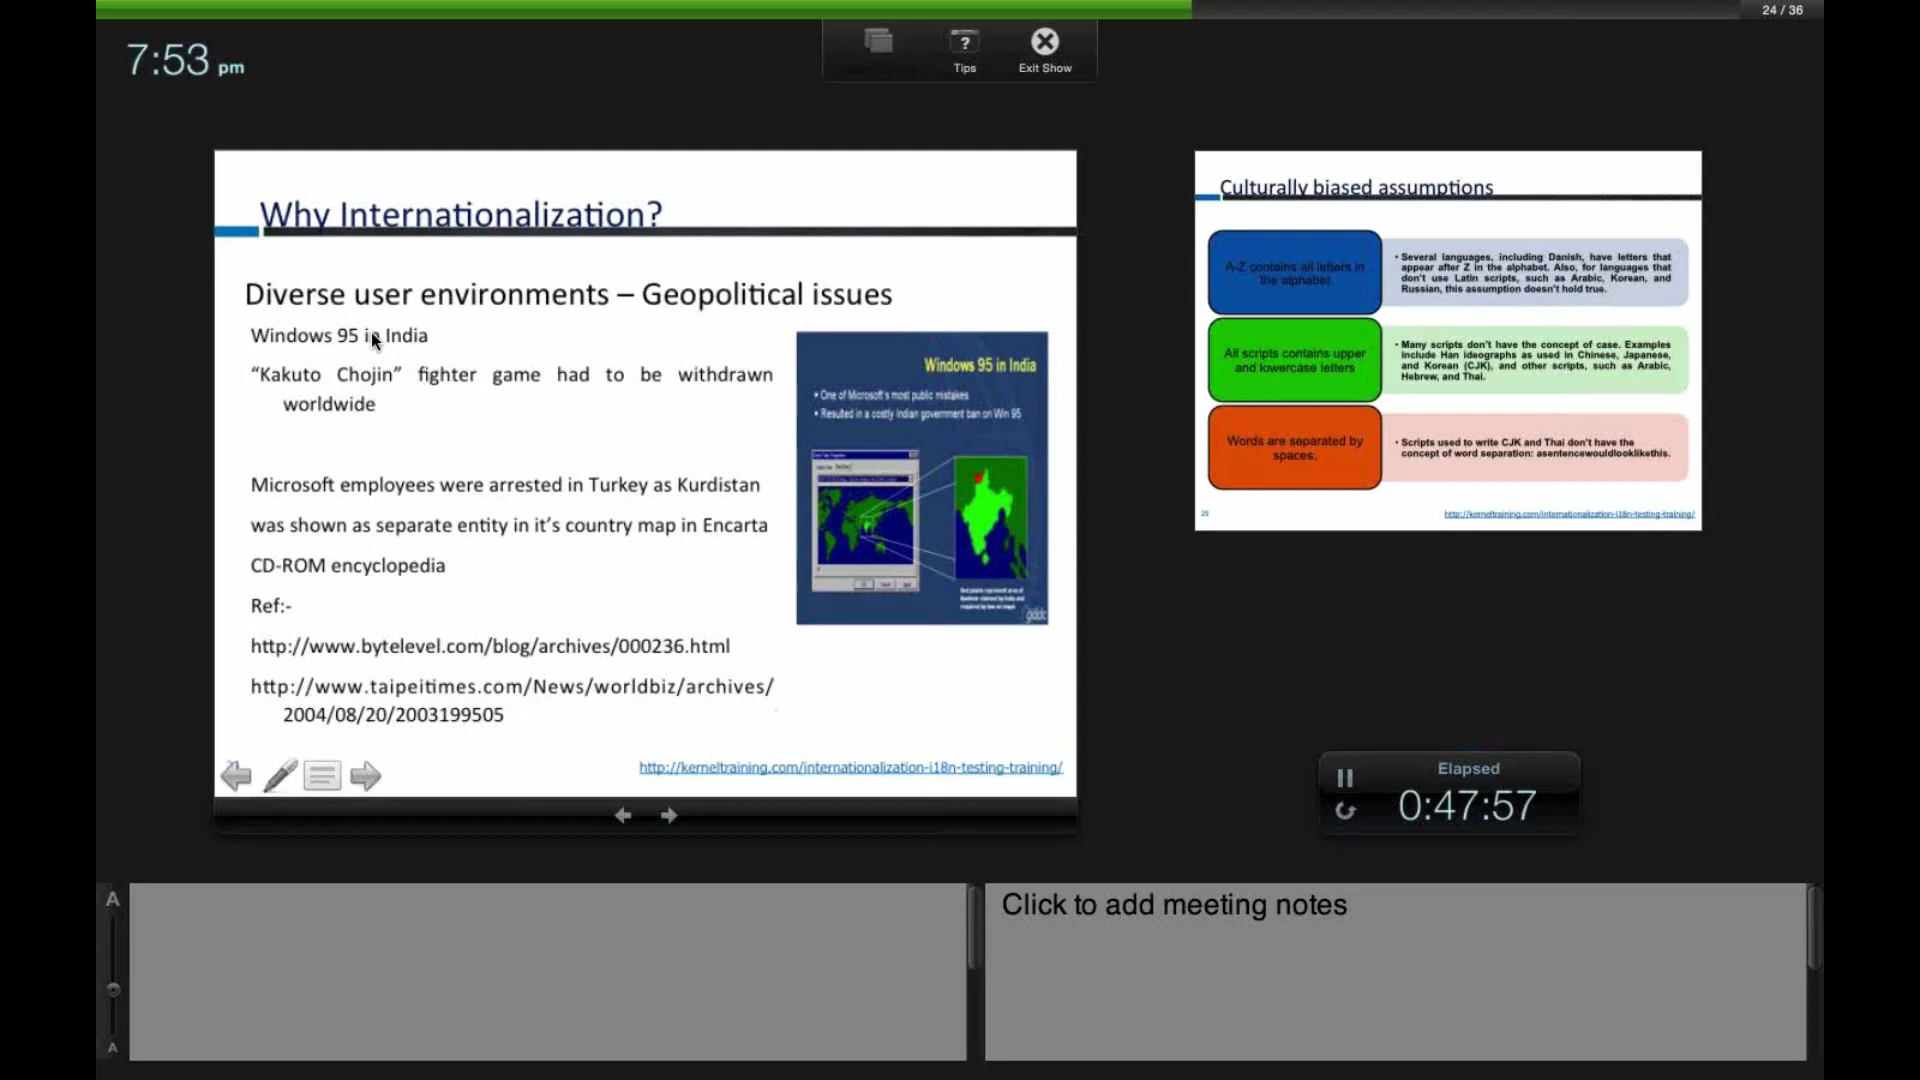 24 / 36
7:53 pm
Tips
Exit Show
Why Internationalization?
Diverse user environments – Geopolitical issues
Windows 95 in India
“Kakuto Chojin” fighter game had to be withdrawn
worldwide
Microsoft employees were arrested in Turkey as Kurdistan
was shown as separate entity in it’s country map in Encarta
CD-ROM encyclopedia
Ref:-
http://www.bytelevel.com/blog/archives/000236.html
http://www.taipeitimes.com/News/worldbiz/archives/
2004/08/20/2003199505
http://kerneltraining.com/internationalization-i18n-testing-training/
Windows 95 in India
• One of Microsoft's most public mistakes
• Resulted in a costly Indian government ban on Win 95
gddc
Culturally biased assumptions
A-Z contains all letters in
the alphabet.
• Several languages, including Danish, have letters that
appear after Z in the alphabet. Also, for languages that
don’t use Latin scripts, such as Arabic, Korean, and
Russian, this assumption doesn’t hold true.
All scripts contains upper
and lowercase letters
• Many scripts don’t have the concept of case. Examples
include Han ideographs as used in Chinese, Japanese,
and Korean (CJK), and other scripts, such as Arabic,
Hebrew, and Thai.
Words are separated by
spaces.
• Scripts used to write CJK and Thai don’t have the
concept of word separation: asentencewouldlooklikethis.
25
http://kerneltraining.com/internationalization-i18n-testing-training/
Elapsed
0:47:57
A
A
Click to add meeting notes